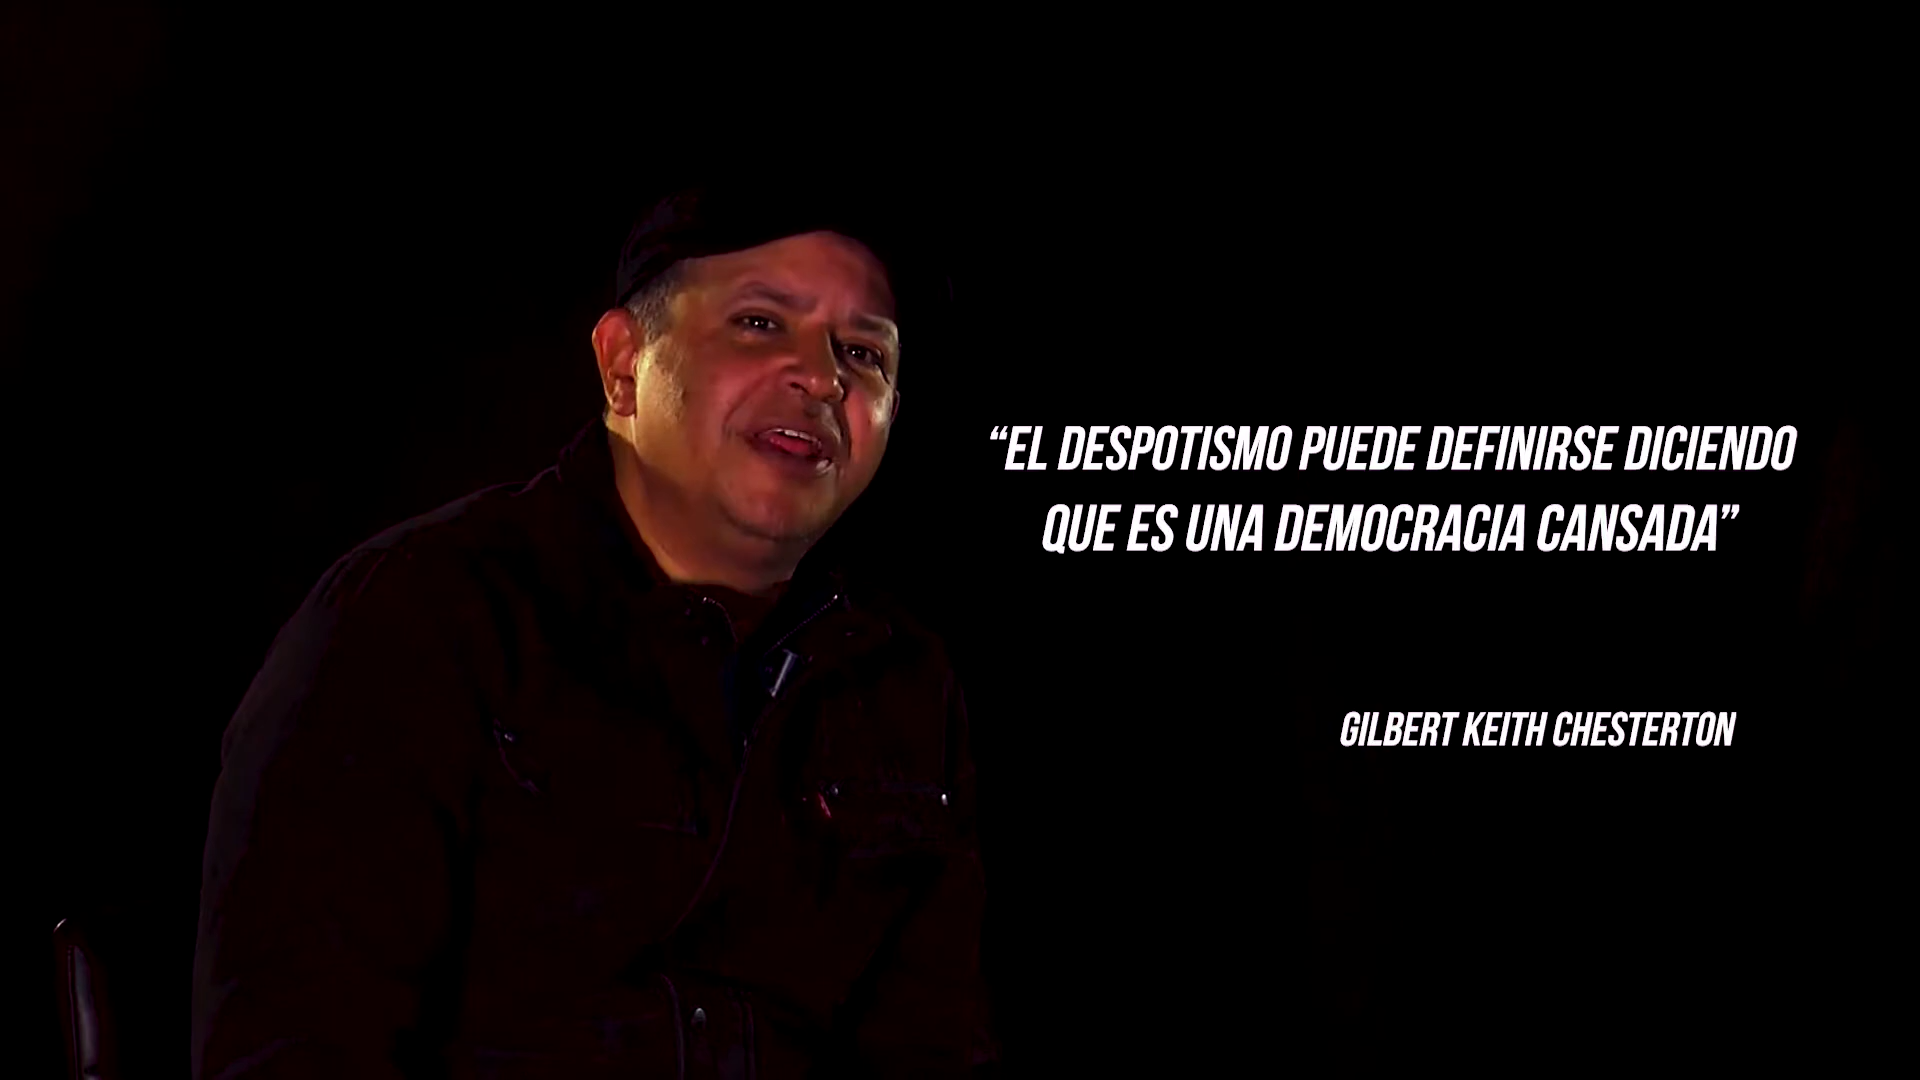 “EL DESPOTISMO PUEDE DEFINIRSE DICIENDO
QUE ES UNA DEMOCRACIA CANSADA”
GILBERT KEITH CHESTERTON